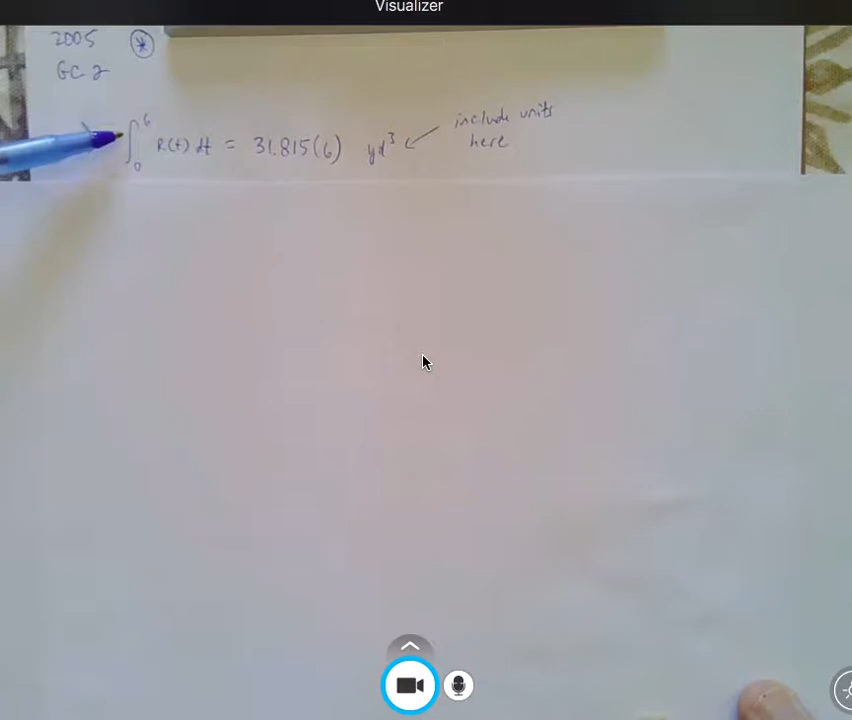 Visualizer
2005 *
GC 2
∫₀⁶ R(t) dt = 31.815(6) yd³ ← include units
here